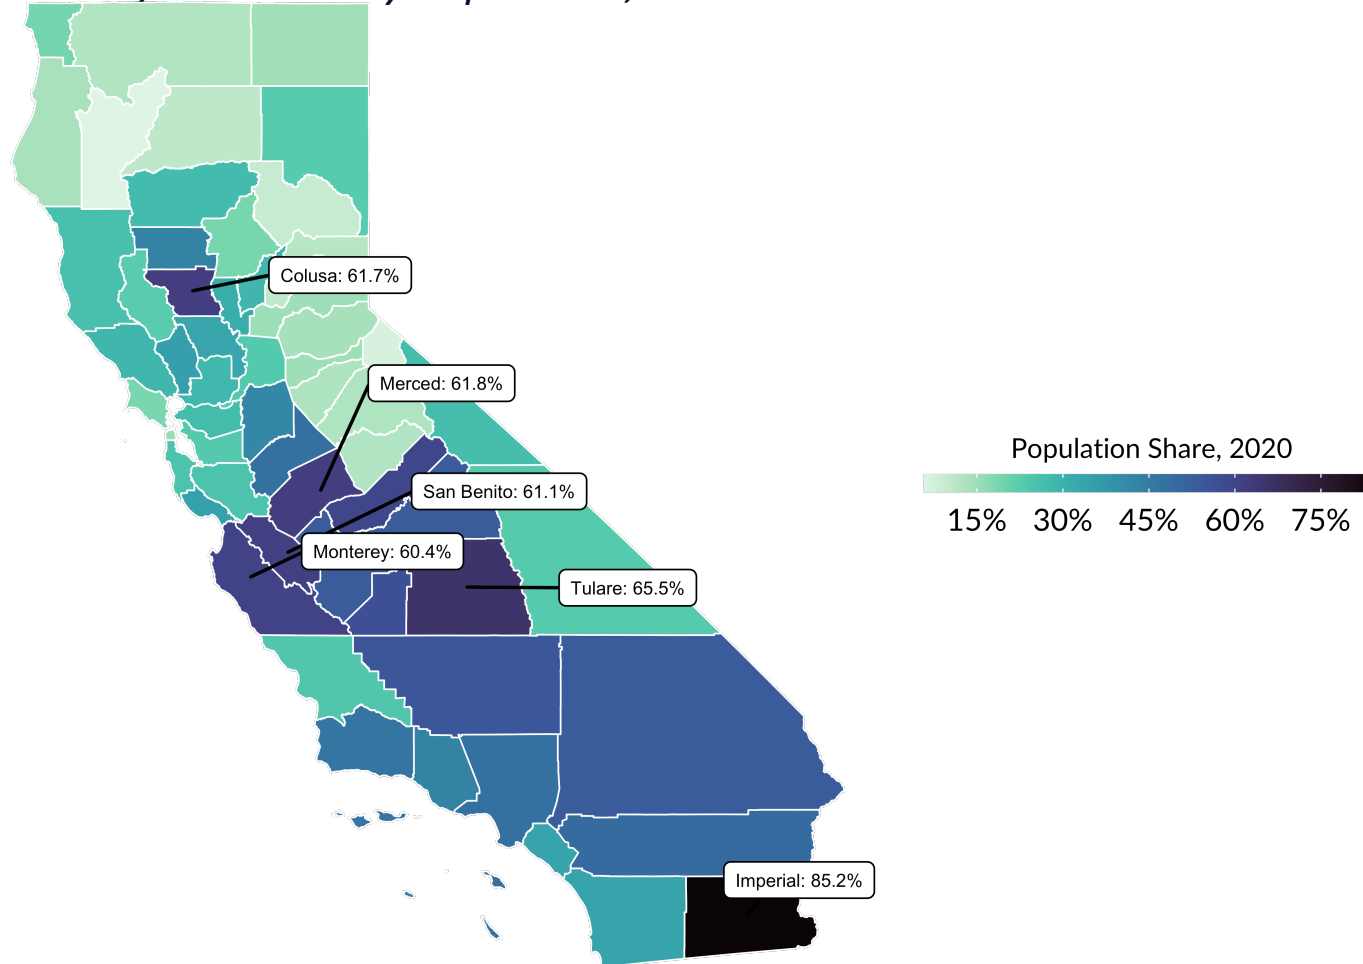 Colusa: 61.7%
Merced: 61.8%
Population Share, 2020
15% 30% 45% 60% 75%
San Benito: 61.1%
Monterey: 60.4%
Tulare: 65.5%
Imperial: 85.2%